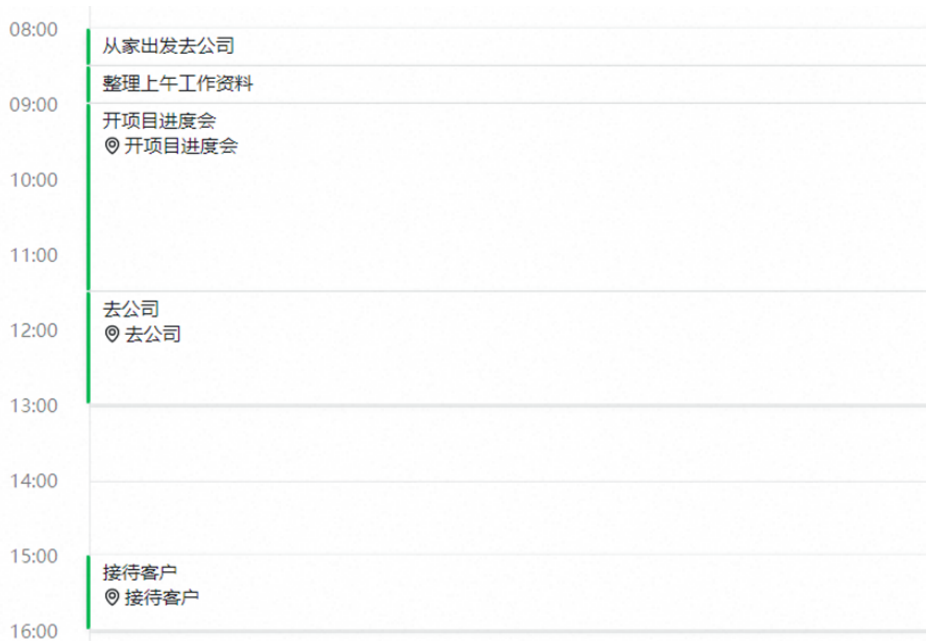 08:00
从家出发去公司
整理上午工作资料
09:00
开项目进度会
开项目进度会
10:00
11:00
去公司
12:00
去公司
13:00
14:00
15:00
接待客户
接待客户
16:00